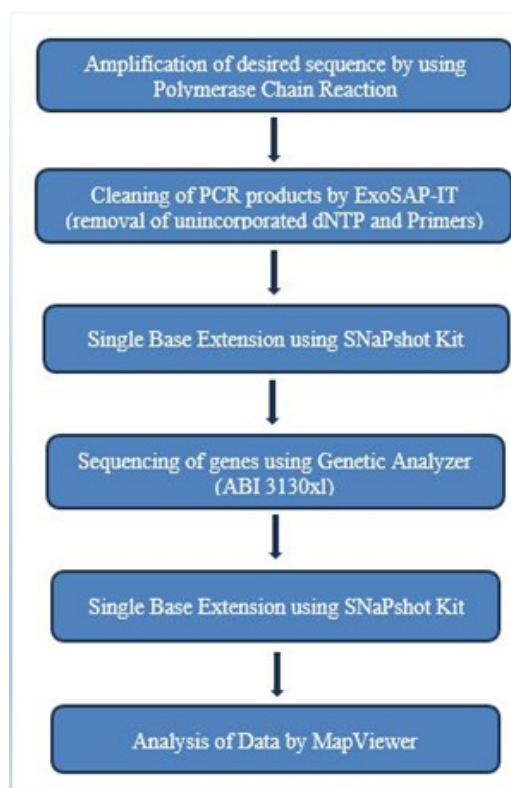 Amplification of desired sequence by using
Polymerase Chain Reaction
Cleaning of PCR products by ExoSAP-IT
(removal of unincorporated dNTP and Primers)
Single Base Extension using SNaPshot Kit
Sequencing of genes using Genetic Analyzer
(ABI 3130xl)
Single Base Extension using SNaPshot Kit
Analysis of Data by MapViewer